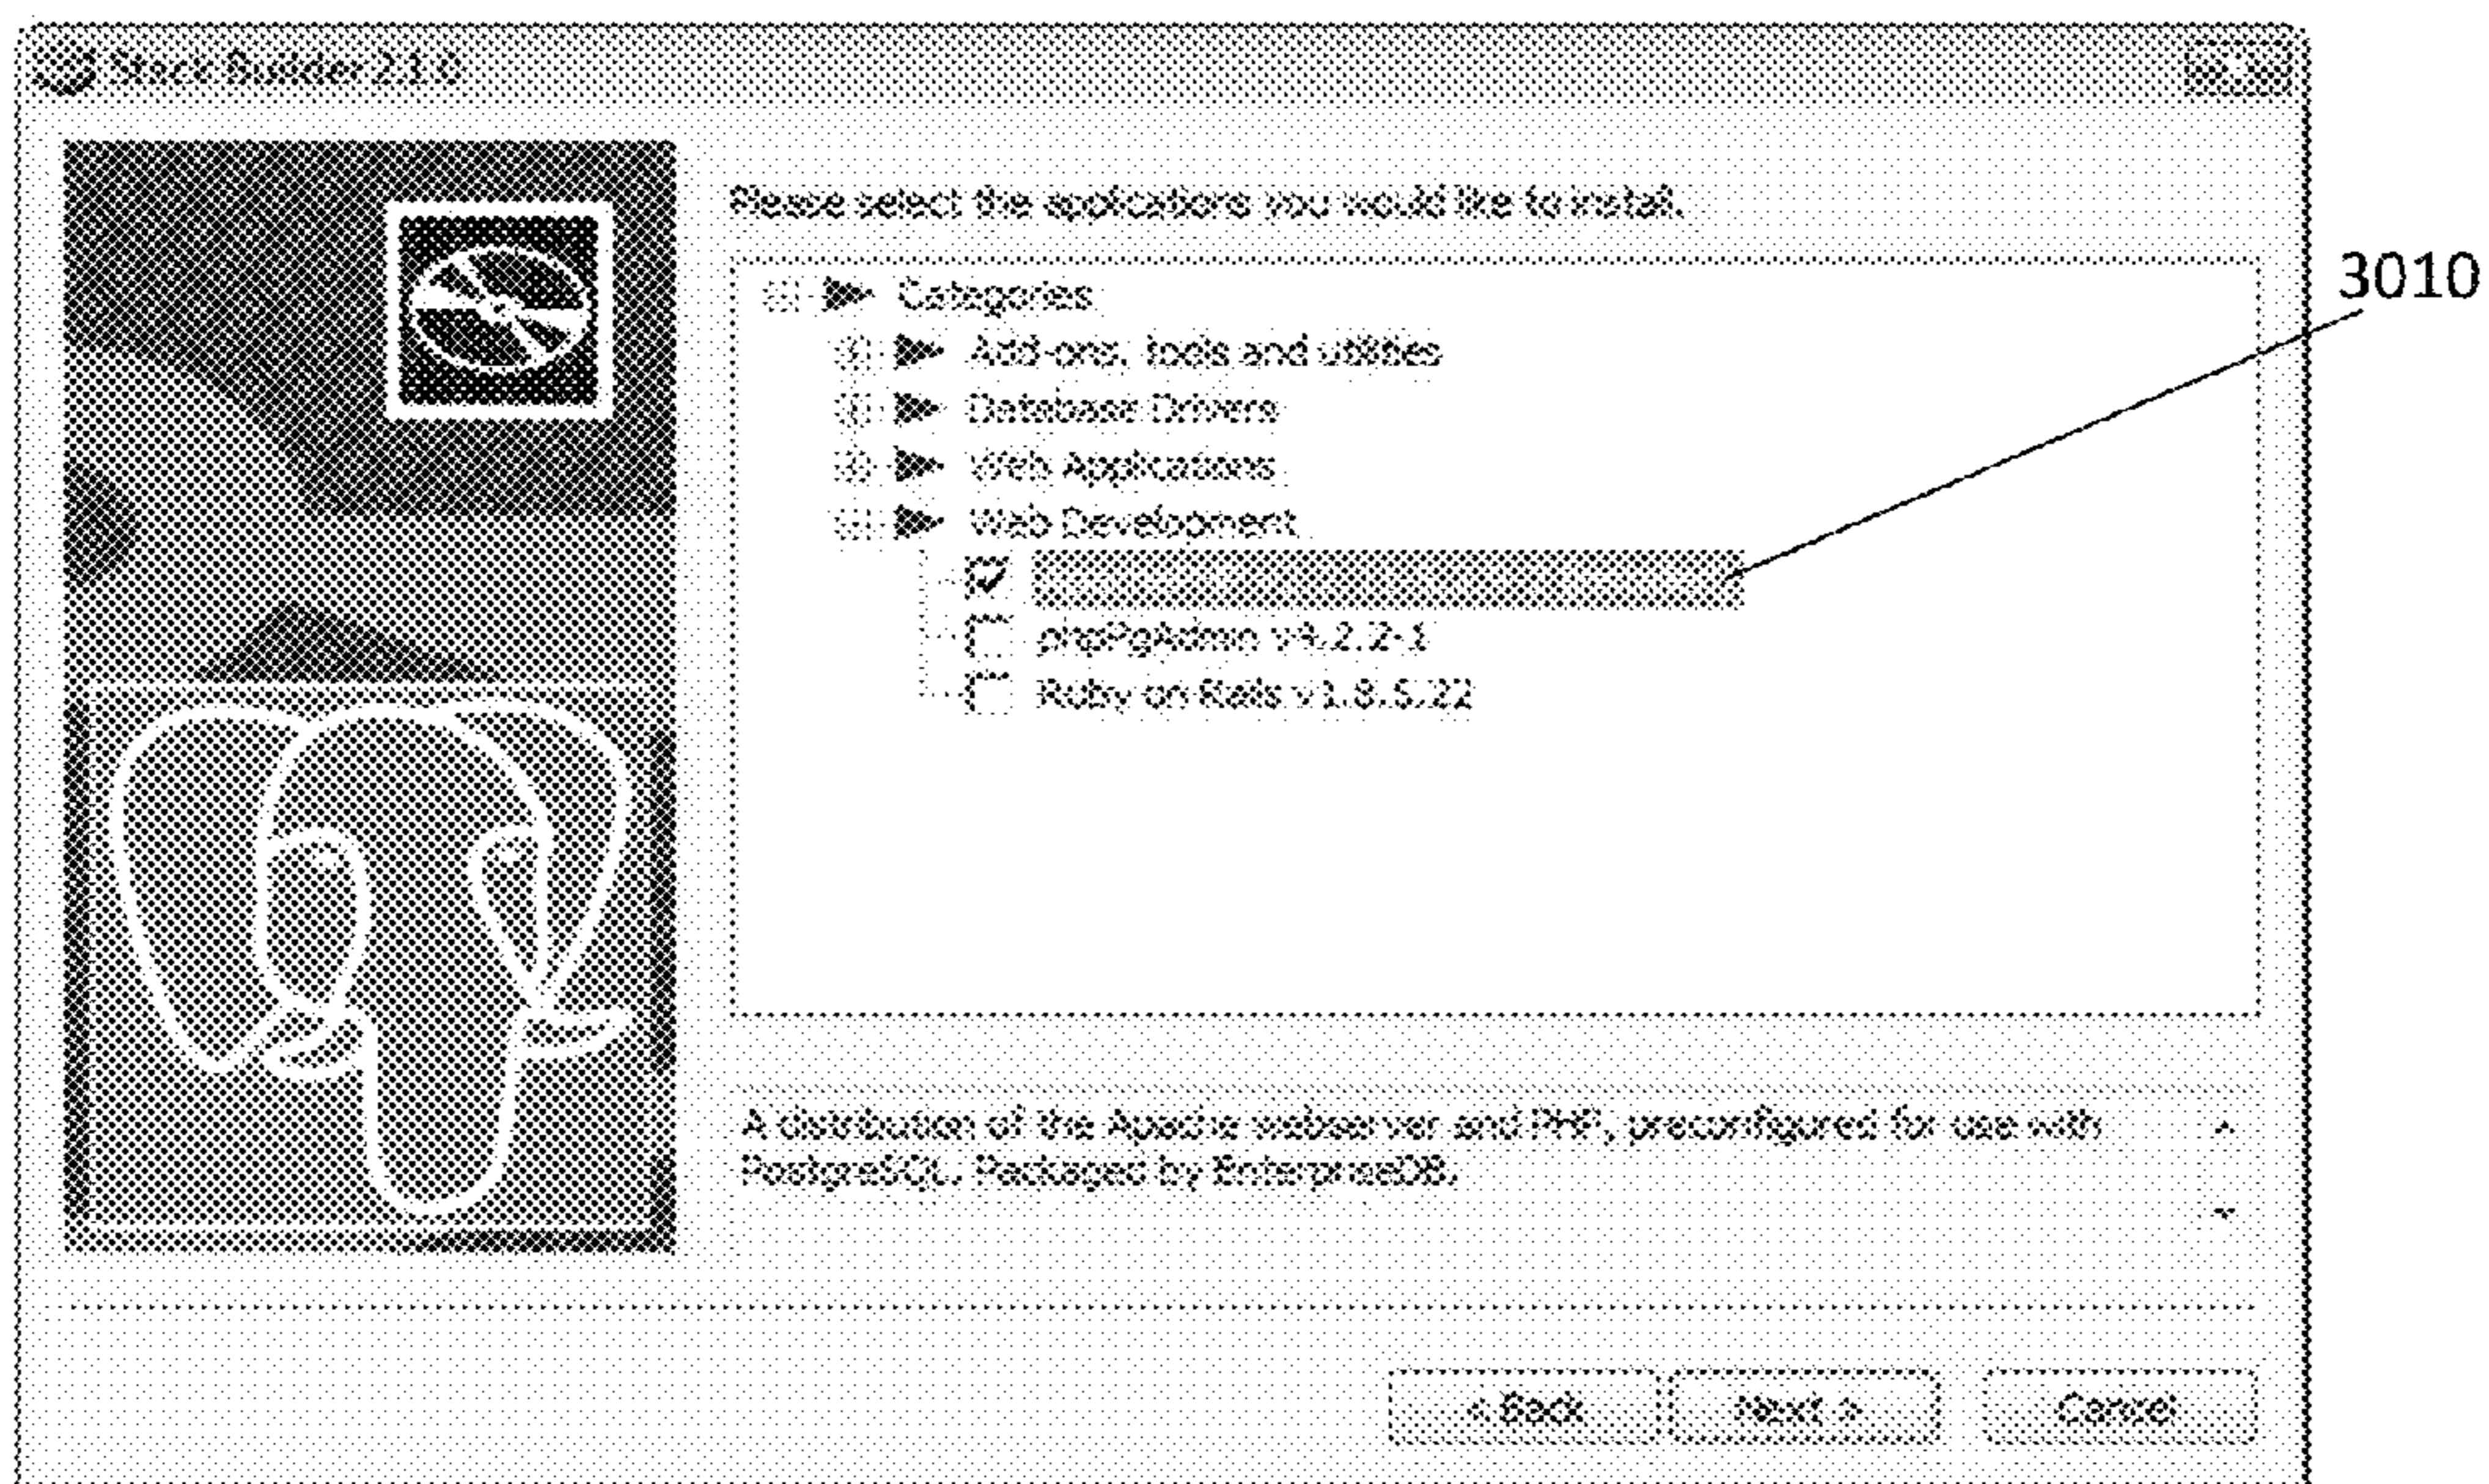 Stack Builder 2.1.0
Please select the applications you would like to install.
Categories
Add-ons, tools and utilities
3010
Database Drivers
Web Applications
Web Development
phpPgAdmin v4.2.2-1
Ruby on Rails v1.8.6.22
A distribution of the Apache webserver and PHP, preconfigured for use with
PostgreSQL. Packaged by EnterpriseDB.
< Back
Next >
Cancel